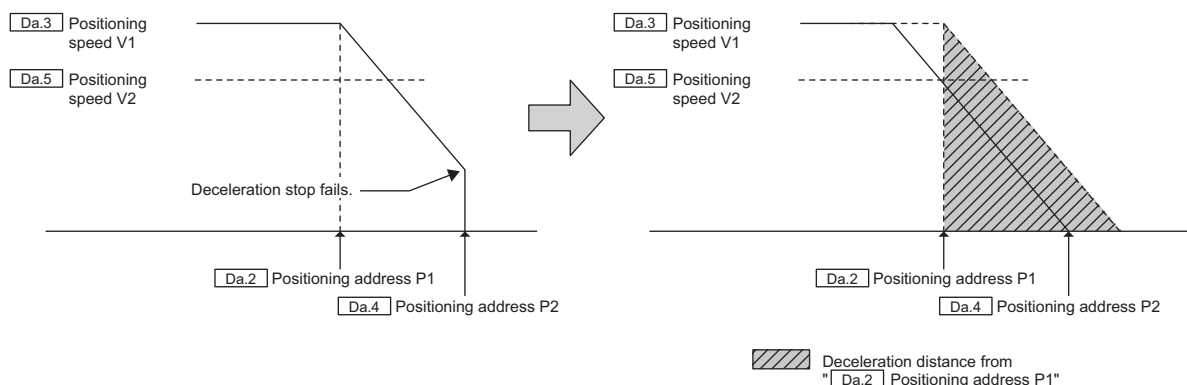 Da.3 Positioning
speed V1
Da.5 Positioning
speed V2
Deceleration stop fails.
Da.2 Positioning address P1
Da.4 Positioning address P2
Da.3 Positioning
speed V1
Da.5 Positioning
speed V2
Da.2 Positioning address P1
Da.4 Positioning address P2
Deceleration distance from
"Da.2 Positioning address P1"